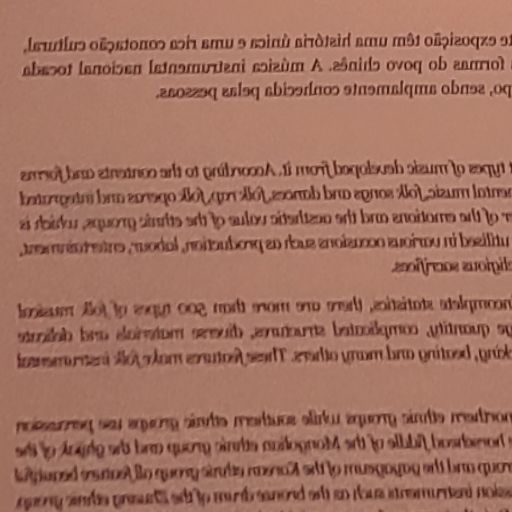 te exposição têm uma história única e uma rica conotação cultural,
formas do povo chinês. A música instrumental nacional tocada
po, sendo amplamente conhecida pelas pessoas.
t types of music developed from it. According to the contents and forms
mental music, folk songs and dances, folk rap, folk operas and integrated
r of the emotions and the aesthetic value of the ethnic groups, which is
utilised in various occasions such as production, labour, entertainment,
ligious sacrifices.
ncomplete statistics, there are more than 500 types of folk musical
ge quantity, complicated structures, diverse materials and delicate
king, beating and many others. These features make folk instrumental
northern ethnic groups while southern ethnic groups use percussion
horsehead fiddle of the Mongolian ethnic group and the ghijak of the
roup and the gayageum of the Korean ethnic group all feature beautiful
ssion instruments such as the bronze drum of the Zhuang ethnic group